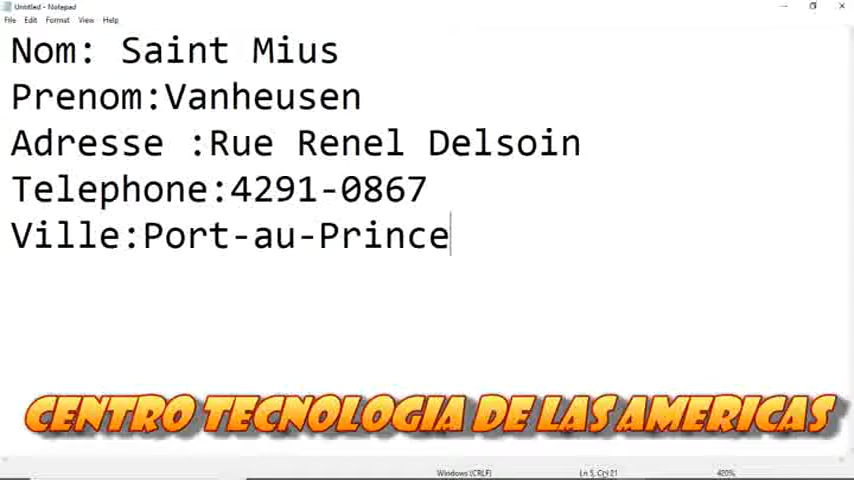 Untitled - Notepad
File Edit Format View Help
Nom: Saint Mius
Prenom:Vanheusen
Adresse :Rue Renel Delsoin
Telephone:4291-0867
Ville:Port-au-Prince
CENTRO TECNOLOGIA DE LAS AMERICAS
Windows (CRLF) Ln 5, Col 21 420%